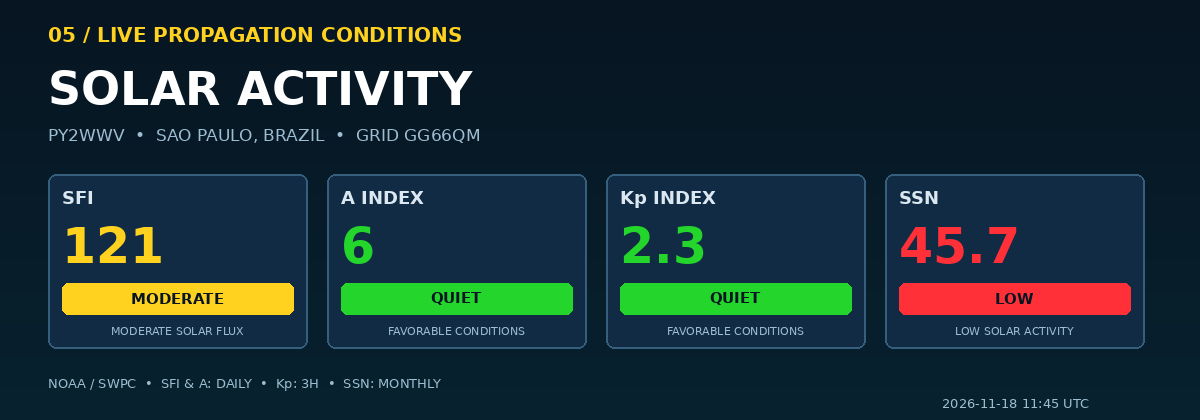 05 / LIVE PROPAGATION CONDITIONS
SOLAR ACTIVITY
PY2WWV • SAO PAULO, BRAZIL • GRID GG66QM
SFI
121
MODERATE
MODERATE SOLAR FLUX
A INDEX
6
QUIET
FAVORABLE CONDITIONS
Kp INDEX
2.3
QUIET
FAVORABLE CONDITIONS
SSN
45.7
LOW
LOW SOLAR ACTIVITY
NOAA / SWPC • SFI & A: DAILY • Kp: 3H • SSN: MONTHLY
2026-11-18 11:45 UTC